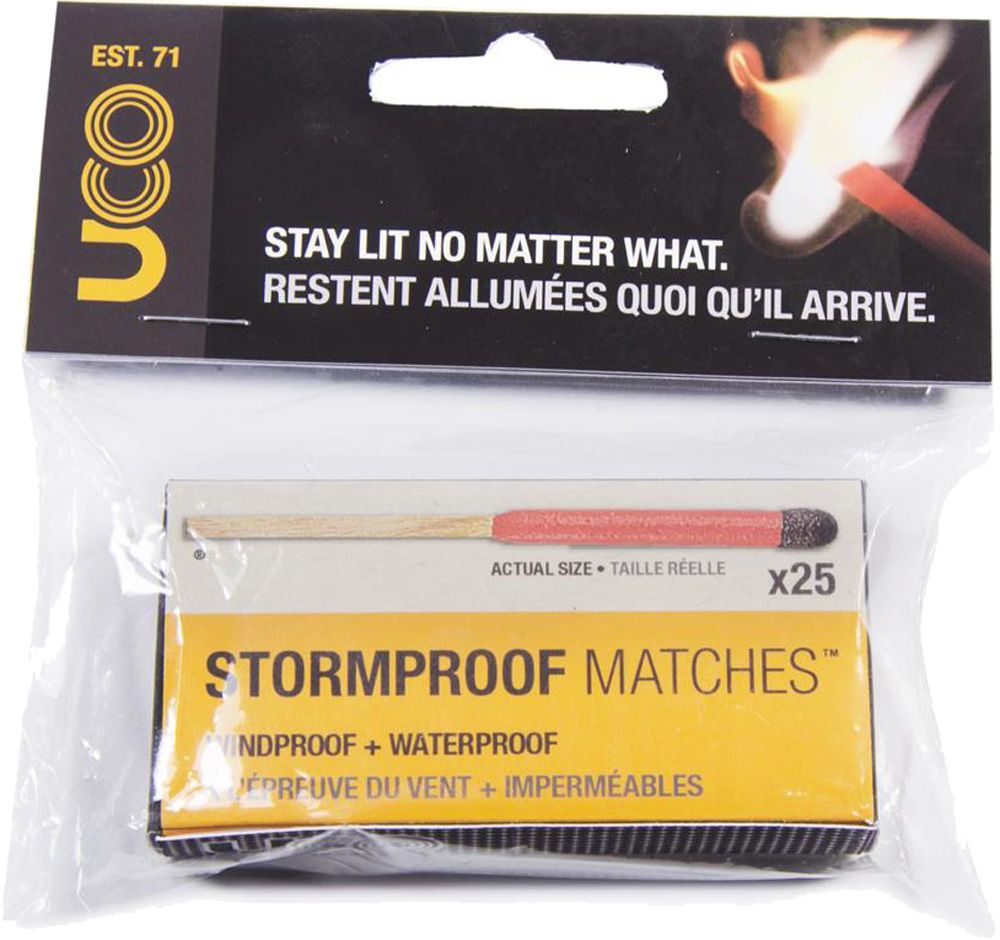 EST. 71
UCO
STAY LIT NO MATTER WHAT.
RESTENT ALLUMÉES QUOI QU'IL ARRIVE.
®
ACTUAL SIZE • TAILLE RÉELLE
x25
STORMPROOF MATCHES™
WINDPROOF + WATERPROOF
'ÉPREUVE DU VENT + IMPERMÉABLES